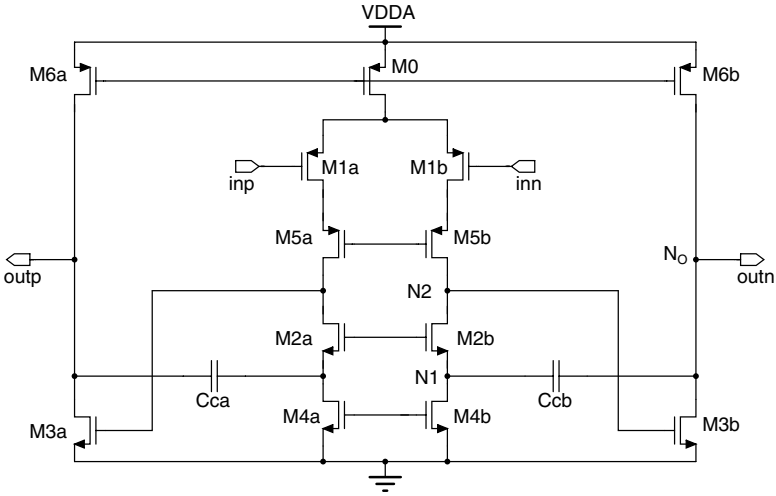 VDDA
M6a
M0
M6b
inp
M1a
M1b
inn
M5a
M5b
outp
N2
N_O
outn
M2a
M2b
N1
Cca
Ccb
M3a
M4a
M4b
M3b